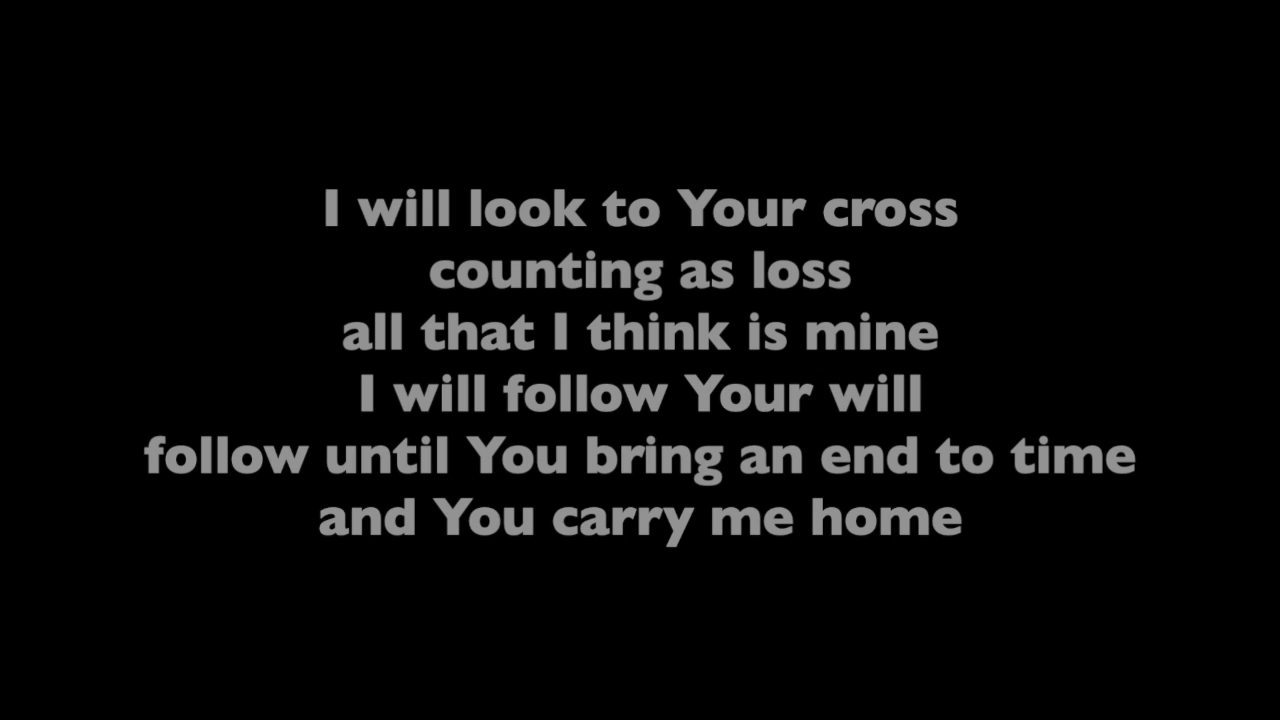 I will look to Your cross
counting as loss
all that I think is mine
I will follow Your will
follow until You bring an end to time
and You carry me home